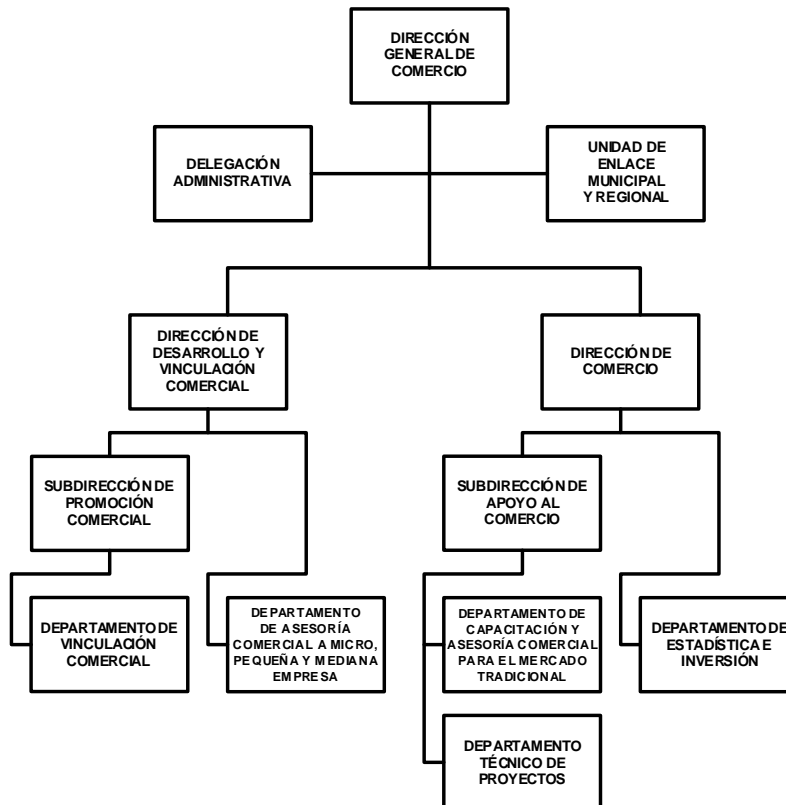 DIRECCIÓN
GENERAL DE
COMERCIO
DELEGACIÓN
ADMINISTRATIVA
UNIDAD DE
ENLACE
MUNICIPAL
Y REGIONAL
DIRECCIÓN DE
DESARROLLO Y
VINCULACIÓN
COMERCIAL
DIRECCIÓN DE
COMERCIO
SUBDIRECCIÓN DE
PROMOCIÓN
COMERCIAL
SUBDIRECCIÓN DE
APOYO AL
COMERCIO
DEPARTAMENTO DE
VINCULACIÓN
COMERCIAL
DEPARTAMENTO
DE ASESORÍA
COMERCIAL A MICRO,
PEQUEÑA Y MEDIANA
EMPRESA
DEPARTAMENTO DE
CAPACITACIÓN Y
ASESORÍA COMERCIAL
PARA EL MERCADO
TRADICIONAL
DEPARTAMENTO DE
ESTADÍSTICA E
INVERSIÓN
DEPARTAMENTO
TÉCNICO DE
PROYECTOS